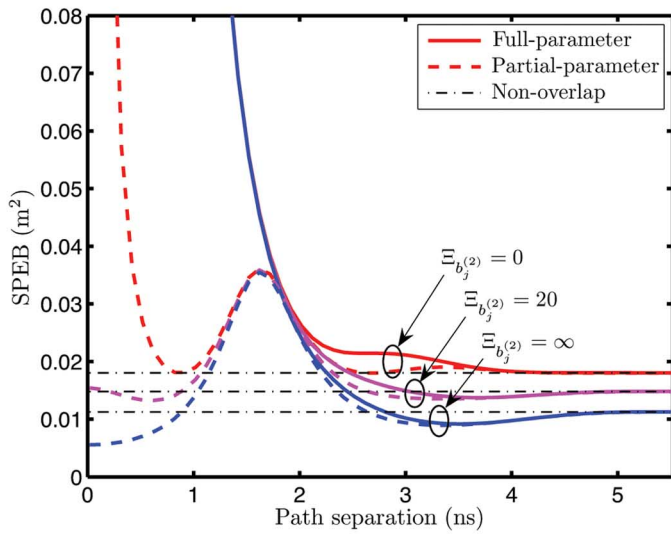 0.08
0.07
0.06
0.05
0.04
0.03
0.02
0.01
0
SPEB (m²)
Full-parameter
Partial-parameter
Non-overlap
Ξ_{b_j^{(2)}} = 0
Ξ_{b_j^{(2)}} = 20
Ξ_{b_j^{(2)}} = ∞
0 1 2 3 4 5
Path separation (ns)